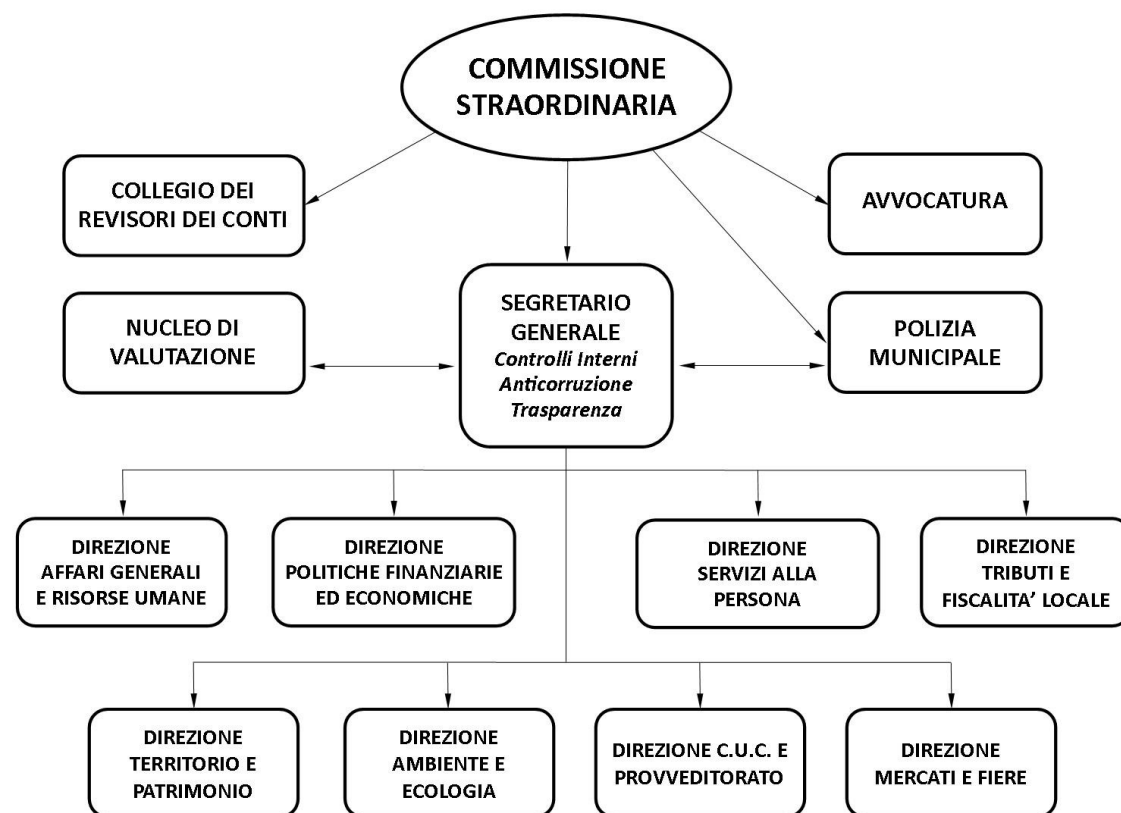 COMMISSIONE
STRAORDINARIA
COLLEGIO DEI
REVISORI DEI CONTI
AVVOCATURA
NUCLEO DI
VALUTAZIONE
SEGRETARIO
GENERALE
Controlli Interni
Anticorruzione
Trasparenza
POLIZIA
MUNICIPALE
DIREZIONE
AFFARI GENERALI
E RISORSE UMANE
DIREZIONE
POLITICHE FINANZIARIE
ED ECONOMICHE
DIREZIONE
SERVIZI ALLA
PERSONA
DIREZIONE
TRIBUTI E
FISCALITA’ LOCALE
DIREZIONE
TERRITORIO E
PATRIMONIO
DIREZIONE
AMBIENTE E
ECOLOGIA
DIREZIONE C.U.C. E
PROVVEDITORATO
DIREZIONE
MERCATI E FIERE